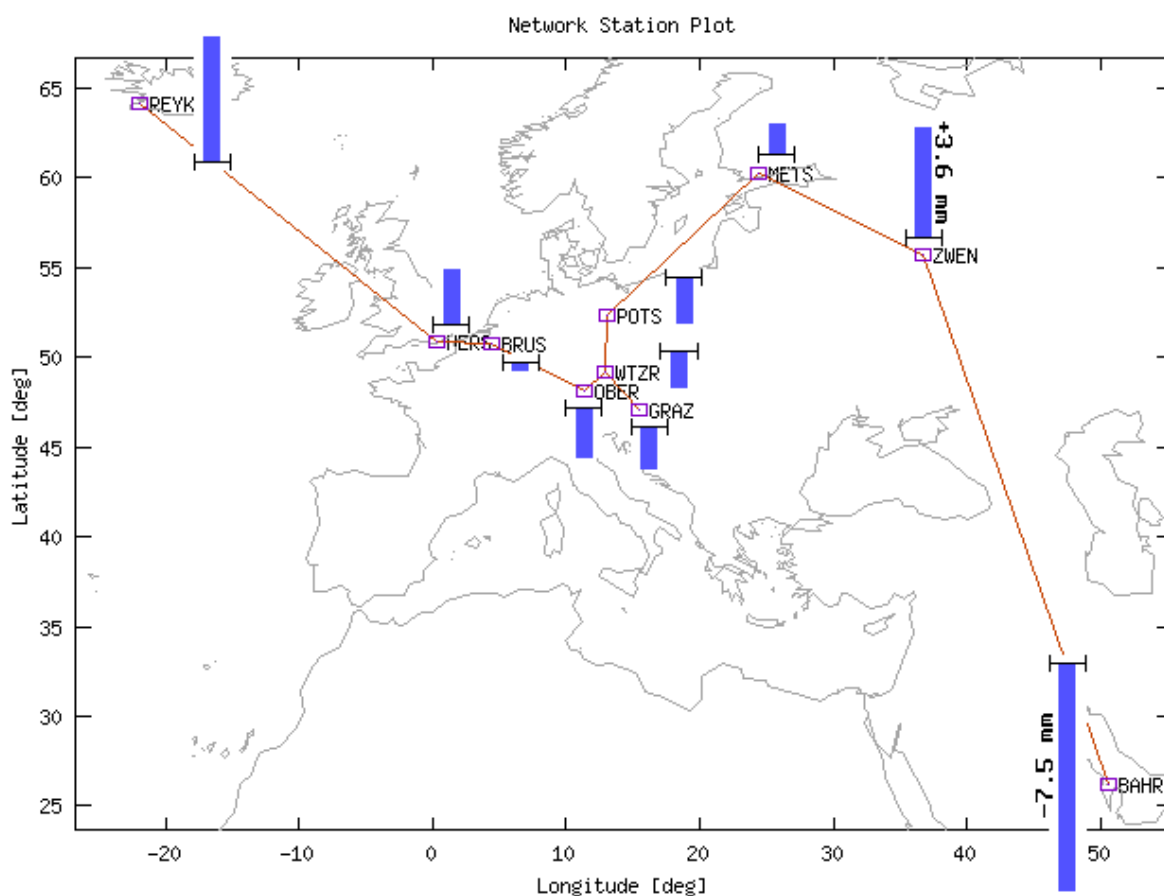 Network Station Plot
65
60
55
50
45
40
35
30
25
Latitude [deg]
REYK
METS
+3.6 mm
ZWEN
POTS
HERS
BRUS
WTZR
OBER
GRAZ
-7.5 mm
BAHR
-20
-10
0
10
20
30
40
50
Longitude [deg]